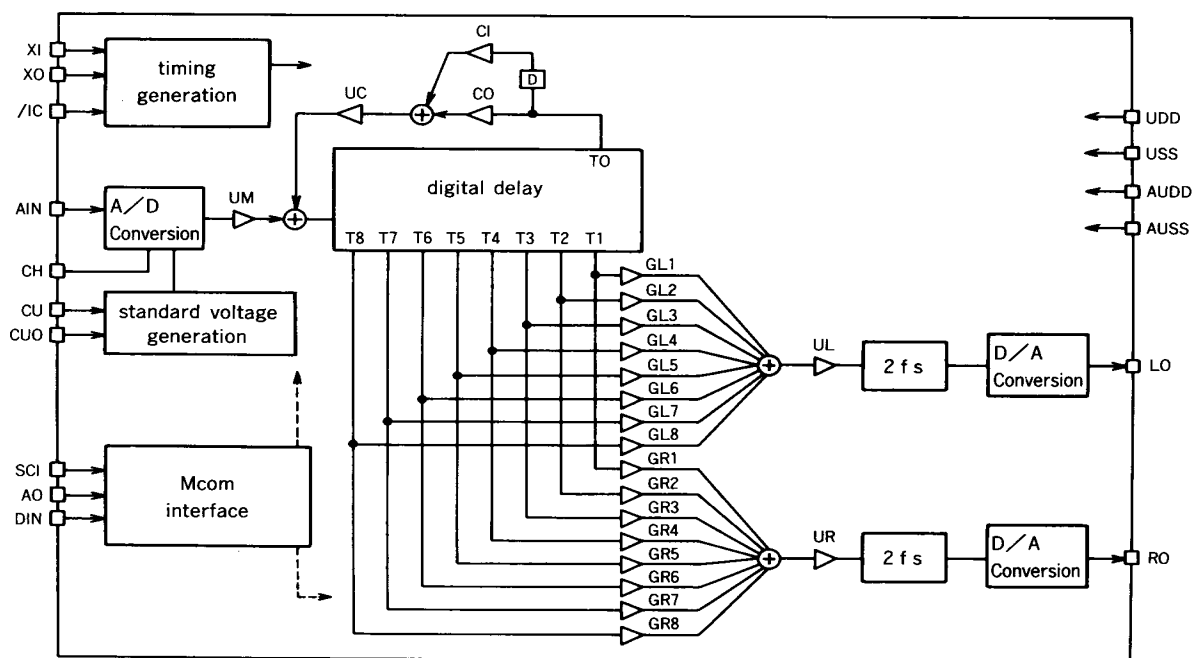 XI
XO
/IC
timing
generation
CI
D
UC
CO
TO
digital delay
T8 T7 T6 T5 T4 T3 T2 T1
UDD
USS
AUDD
AUSS
AIN
A/D
Conversion
UM
CH
CU
CUO
standard voltage
generation
GL1
GL2
GL3
GL4
GL5
GL6
GL7
GL8
GR1
GR2
GR3
GR4
GR5
GR6
GR7
GR8
UL
2fs
D/A
Conversion
LO
SCI
AO
DIN
Mcom
interface
UR
2fs
D/A
Conversion
RO